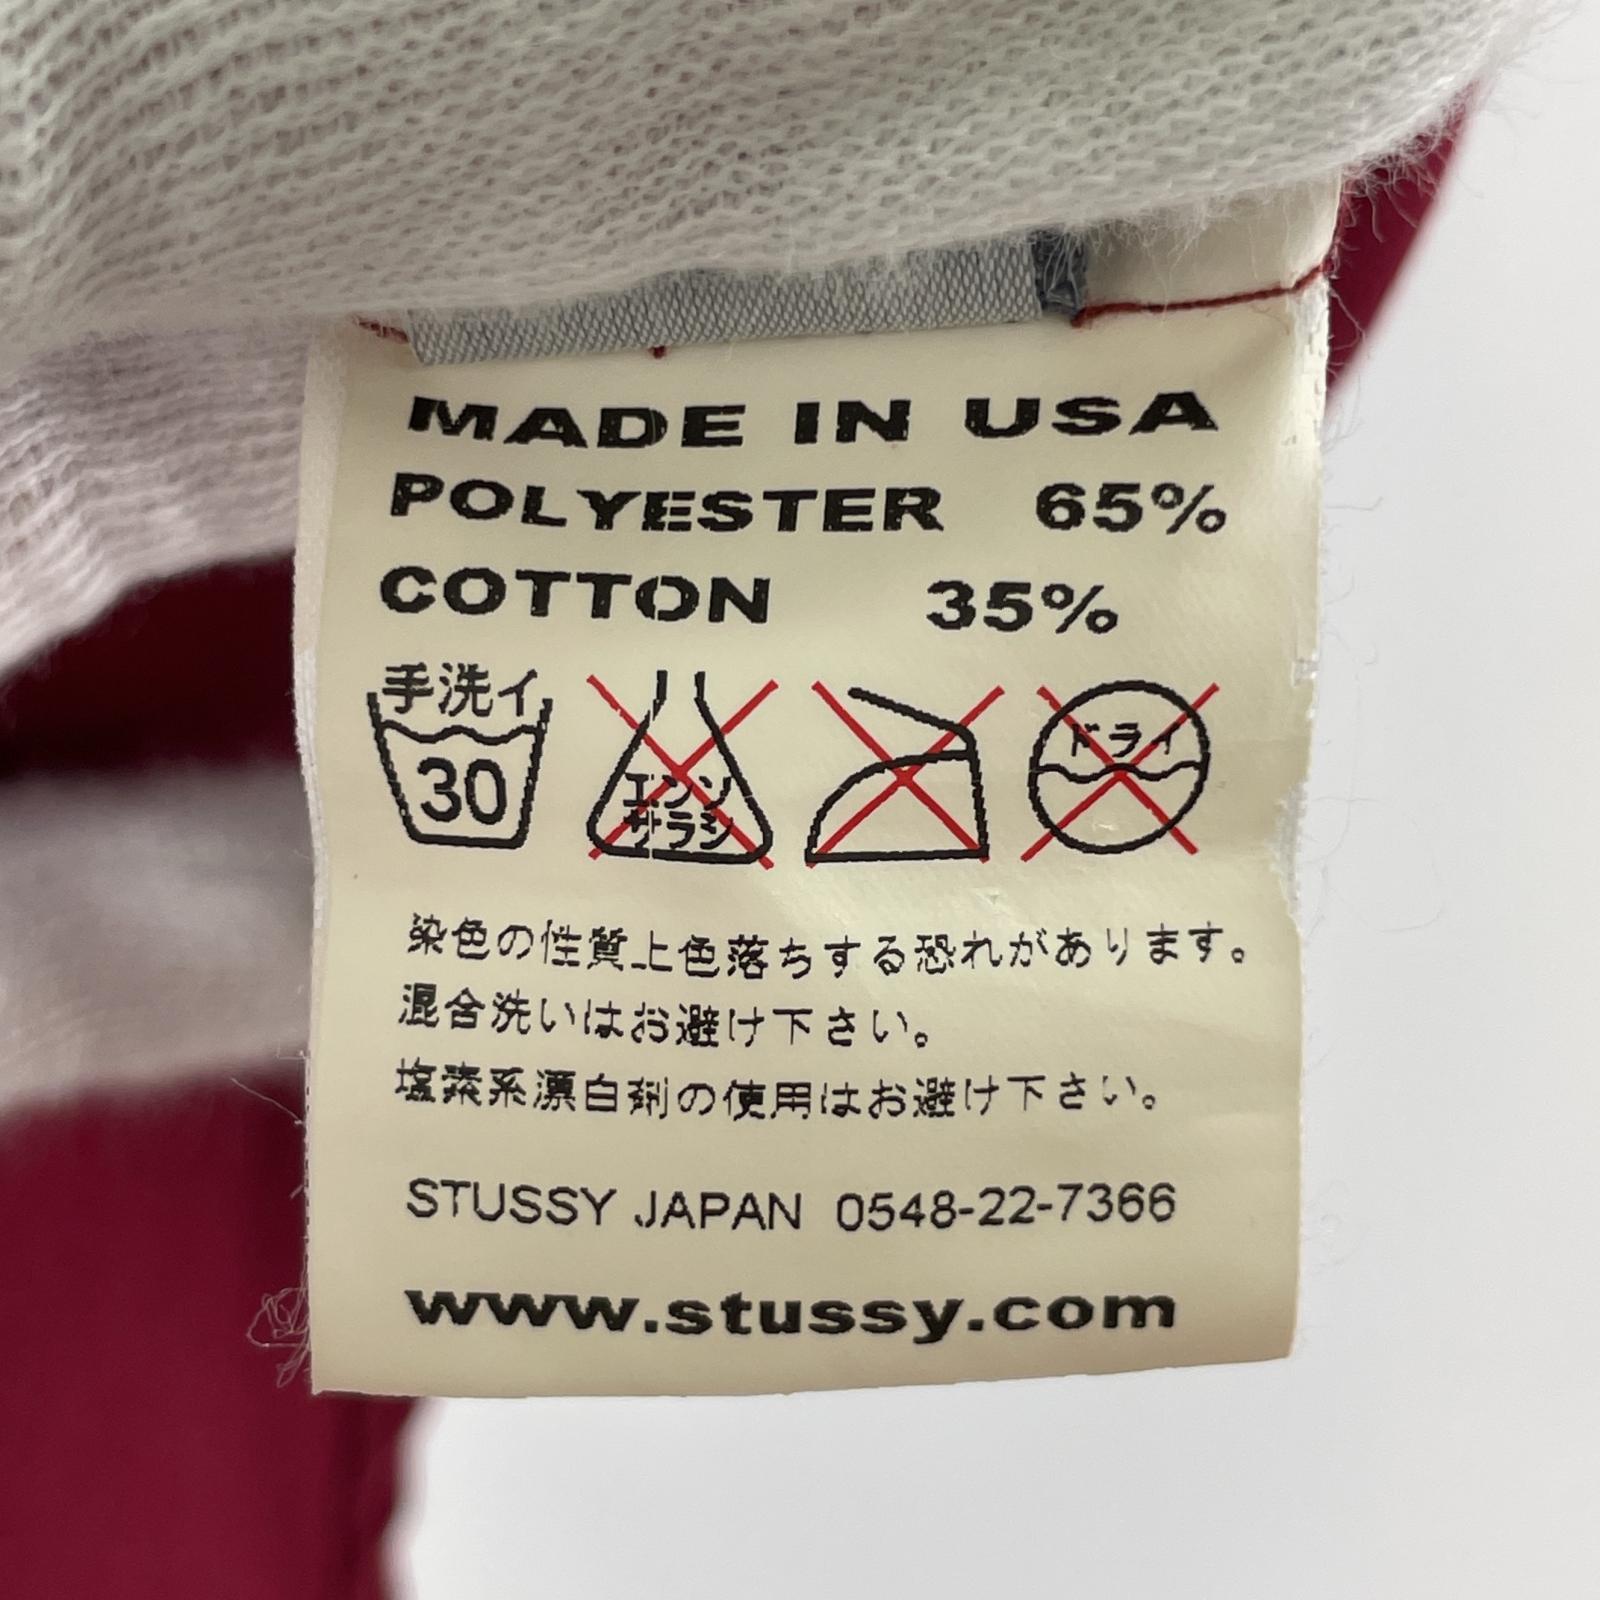 MADE IN USA
POLYESTER 65%
COTTON 35%
手洗イ
30
エンソ
サラシ
ドライ
染色の性質上色落ちする恐れがあります。
混合洗いはお避け下さい。
塩素系漂白剤の使用はお避け下さい。
STUSSY JAPAN 0548-22-7366
www.stussy.com